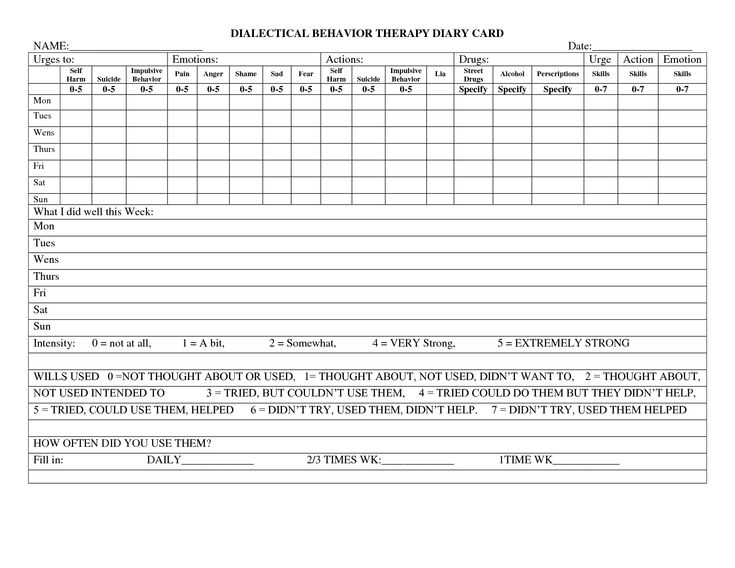 DIALECTICAL BEHAVIOR THERAPY DIARY CARD
NAME:________________________ Date:__________________
Urges to: Emotions: Actions: Drugs: Urge Action Emotion
Self Harm Suicide Impulsive Behavior Pain Anger Shame Sad Fear Self Harm Suicide Impulsive Behavior Lia Street Drugs Alcohol Perscriptions Skills Skills Skills
0-5 0-5 0-5 0-5 0-5 0-5 0-5 0-5 0-5 0-5 0-5 Specify Specify Specify 0-7 0-7 0-7
Mon
Tues
Wens
Thurs
Fri
Sat
Sun
What I did well this Week:
Mon
Tues
Wens
Thurs
Fri
Sat
Sun
Intensity: 0 = not at all, 1 = A bit, 2 = Somewhat, 4 = VERY Strong, 5 = EXTREMELY STRONG
WILLS USED 0 =NOT THOUGHT ABOUT OR USED, 1= THOUGHT ABOUT, NOT USED, DIDN'T WANT TO, 2 = THOUGHT ABOUT,
NOT USED INTENDED TO 3 = TRIED, BUT COULDN'T USE THEM, 4 = TRIED COULD DO THEM BUT THEY DIDN'T HELP,
5 = TRIED, COULD USE THEM, HELPED 6 = DIDN'T TRY, USED THEM, DIDN'T HELP. 7 = DIDN'T TRY, USED THEM HELPED
HOW OFTEN DID YOU USE THEM?
Fill in: DAILY_____________ 2/3 TIMES WK:_____________ 1TIME WK____________